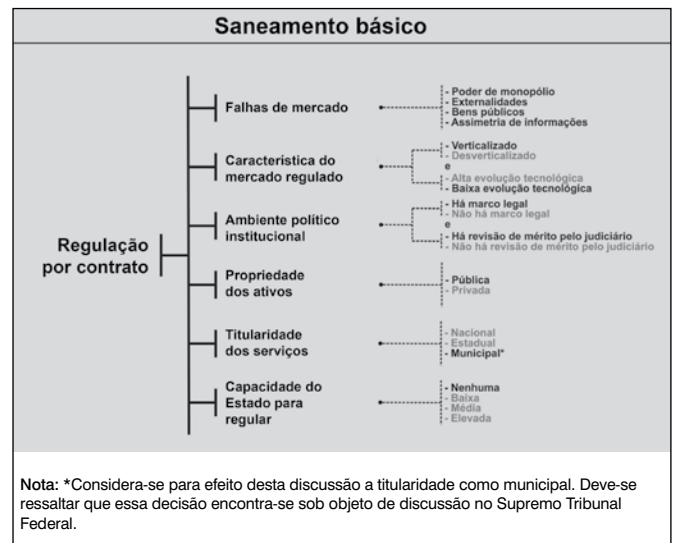 Saneamento básico
Regulação
por contrato
Falhas de mercado
- Poder de monopólio
- Externalidades
- Bens públicos
- Assimetria de informações
Característica do
mercado regulado
- Verticalizado
- Desverticalizado
e
- Alta evolução tecnológica
- Baixa evolução tecnológica
Ambiente político
institucional
- Há marco legal
- Não há marco legal
e
- Há revisão de mérito pelo judiciário
- Não há revisão de mérito pelo judiciário
Propriedade
dos ativos
- Pública
- Privada
Titularidade
dos serviços
- Nacional
- Estadual
- Municipal*
Capacidade do
Estado para
regular
- Nenhuma
- Baixa
- Média
- Elevada
Nota: *Considera-se para efeito desta discussão a titularidade como municipal. Deve-se
ressaltar que essa decisão encontra-se sob objeto de discussão no Supremo Tribunal
Federal.